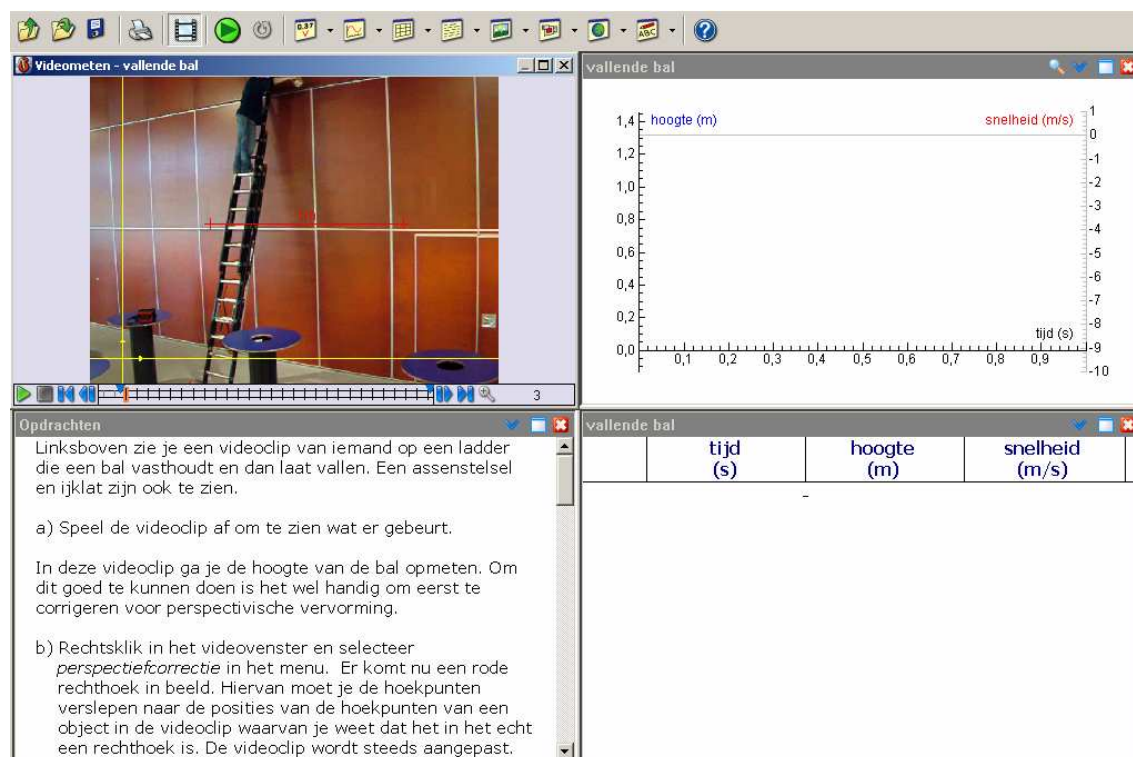 0.37
V
ABC
?
Videometen - vallende bal
3
vallende bal
hoogte (m)
snelheid (m/s)
1,4
1,2
1,0
0,8
0,6
0,4
0,2
0,0
1
0
-1
-2
-3
-4
-5
-6
-7
-8
-9
-10
tijd (s)
0,1 0,2 0,3 0,4 0,5 0,6 0,7 0,8 0,9
Opdrachten
Linksboven zie je een videoclip van iemand op een ladder
die een bal vasthoudt en dan laat vallen. Een assenstelsel
en ijklat zijn ook te zien.
a) Speel de videoclip af om te zien wat er gebeurt.
In deze videoclip ga je de hoogte van de bal opmeten. Om
dit goed te kunnen doen is het wel handig om eerst te
corrigeren voor perspectivische vervorming.
b) Rechtsklik in het videovenster en selecteer
perspectiefcorrectie in het menu. Er komt nu een rode
rechthoek in beeld. Hiervan moet je de hoekpunten
verslepen naar de posities van de hoekpunten van een
object in de videoclip waarvan je weet dat het in het echt
een rechthoek is. De videoclip wordt steeds aangepast.
vallende bal
tijd
(s)
hoogte
(m)
snelheid
(m/s)